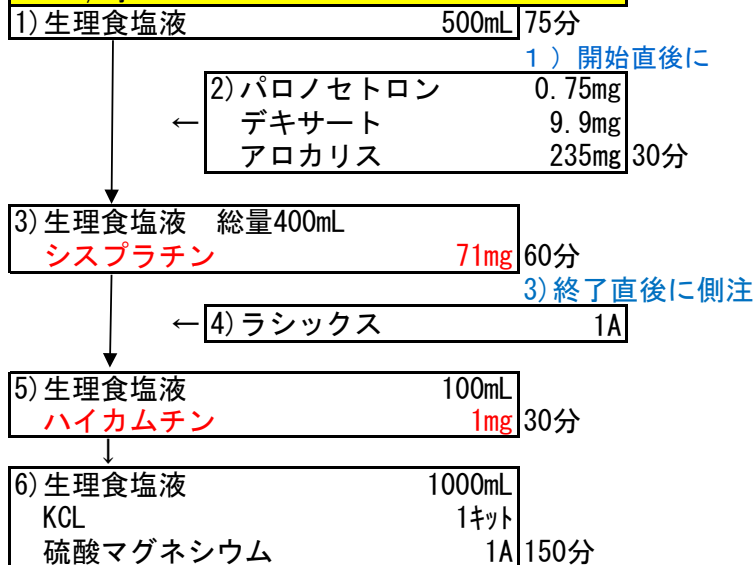 1)生理食塩液 500mL 75分
1）開始直後に
2)パロノセトロン 0.75mg
← デキサート 9.9mg
アロカリス 235mg 30分
3)生理食塩液 総量400mL
シスプラチン 71mg 60分
3)終了直後に側注
← 4)ラシックス 1A
5)生理食塩液 100mL
ハイカムチン 1mg 30分
6)生理食塩液 1000mL
KCL 1ｷｯﾄ
硫酸マグネシウム 1A 150分